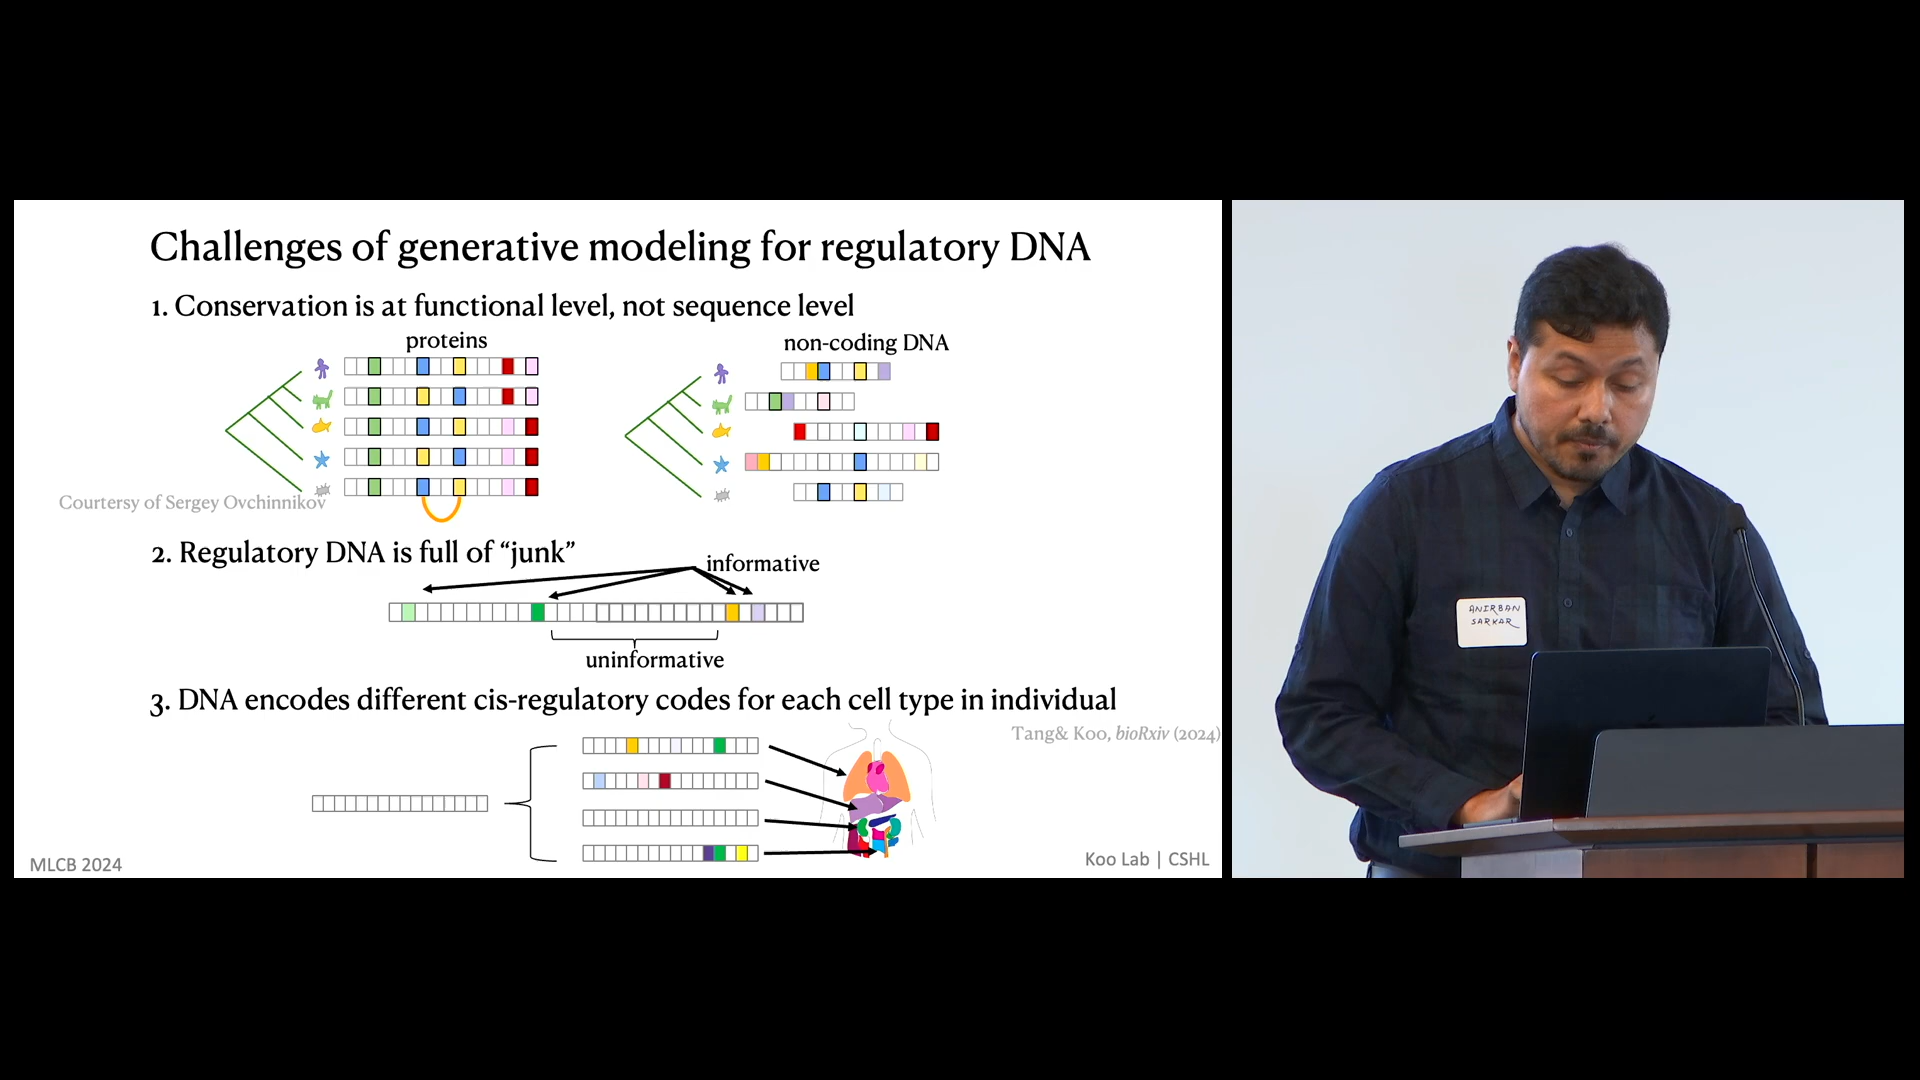 Challenges of generative modeling for regulatory DNA
1. Conservation is at functional level, not sequence level
proteins
non-coding DNA
Courtersy of Sergey Ovchinnikov
2. Regulatory DNA is full of “junk”
informative
uninformative
3. DNA encodes different cis-regulatory codes for each cell type in individual
Tang& Koo, bioRxiv (2024)
MLCB 2024
Koo Lab | CSHL
ANIRBAN
SARKAR